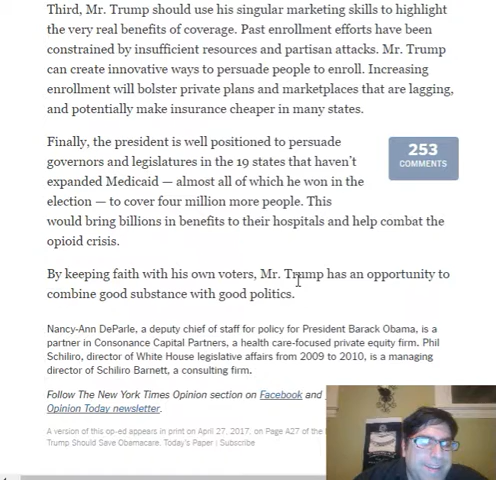 Third, Mr. Trump should use his singular marketing skills to highlight
the very real benefits of coverage. Past enrollment efforts have been
constrained by insufficient resources and partisan attacks. Mr. Trump
can create innovative ways to persuade people to enroll. Increasing
enrollment will bolster private plans and marketplaces that are lagging,
and potentially make insurance cheaper in many states.
Finally, the president is well positioned to persuade
governors and legislatures in the 19 states that haven't
expanded Medicaid — almost all of which he won in the
election — to cover four million more people. This
would bring billions in benefits to their hospitals and help combat the
opioid crisis.
253
COMMENTS
By keeping faith with his own voters, Mr. Trump has an opportunity to
combine good substance with good politics.
Nancy-Ann DeParle, a deputy chief of staff for policy for President Barack Obama, is a
partner in Consonance Capital Partners, a health care-focused private equity firm. Phil
Schiliro, director of White House legislative affairs from 2009 to 2010, is a managing
director of Schiliro Barnett, a consulting firm.
Follow The New York Times Opinion section on Facebook and
Opinion Today newsletter.
A version of this op-ed appears in print on April 27, 2017, on Page A27 of the
Trump Should Save Obamacare. Today's Paper | Subscribe